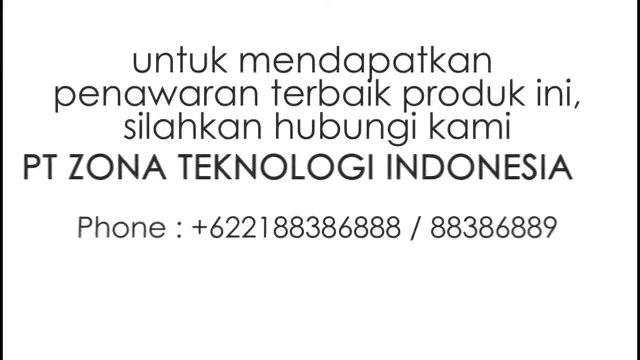 untuk mendapatkan
penawaran terbaik produk ini,
silahkan hubungi kami
PT ZONA TEKNOLOGI INDONESIA
Phone : +622188386888 / 88386889